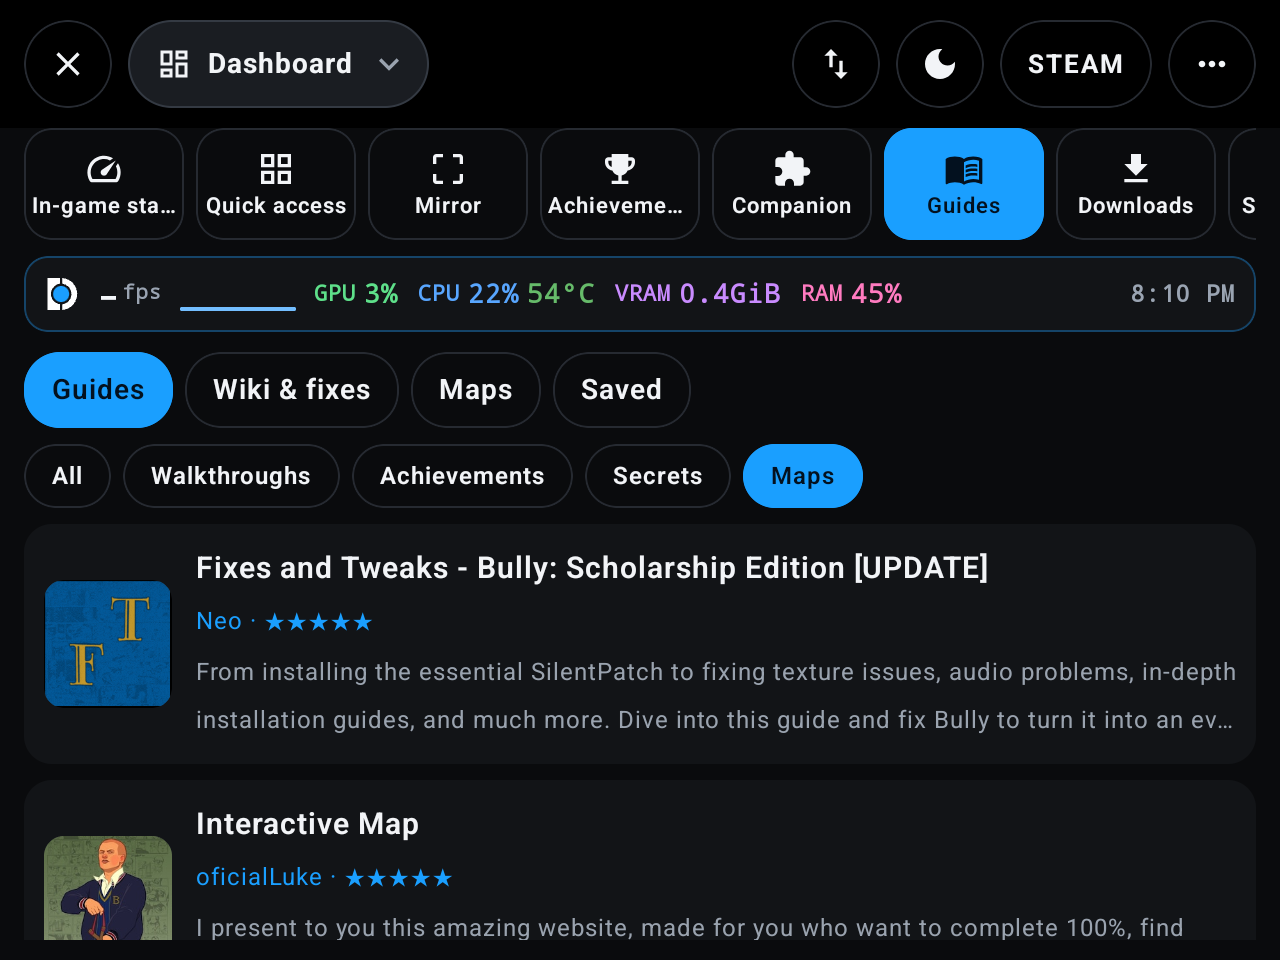 Dashboard
STEAM
In-game sta...
Quick access
Mirror
Achieveme...
Companion
Guides
Downloads
S
– fps GPU 3% CPU 22% 54°C VRAM 0.4GiB RAM 45% 8:10 PM
Guides
Wiki & fixes
Maps
Saved
All
Walkthroughs
Achievements
Secrets
Maps
Fixes and Tweaks - Bully: Scholarship Edition [UPDATE]
Neo · ★★★★★
From installing the essential SilentPatch to fixing texture issues, audio problems, in-depth
installation guides, and much more. Dive into this guide and fix Bully to turn it into an ev...
T
F
Interactive Map
oficialLuke · ★★★★★
I present to you this amazing website, made for you who want to complete 100%, find
B